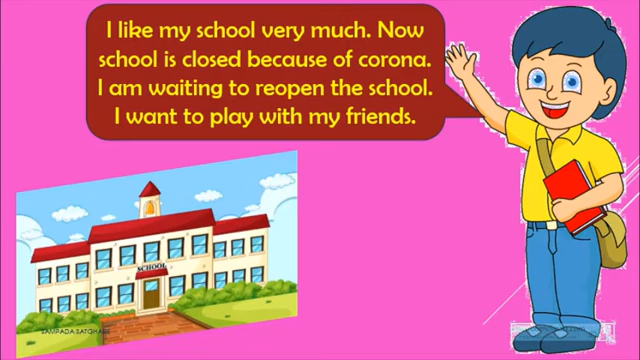 I like my school very much. Now
school is closed because of corona.
I am waiting to reopen the school.
I want to play with my friends.
SCHOOL
SAMPADA SATGHARE